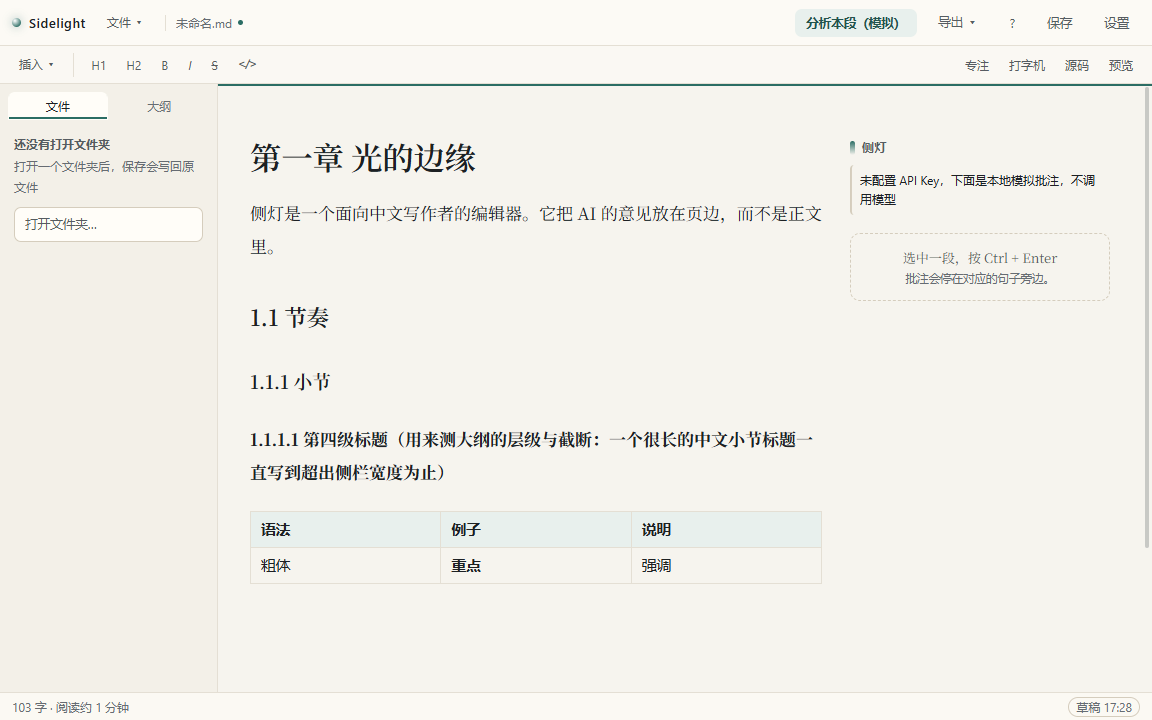 Sidelight
文件
未命名.md
分析本段（模拟）
导出
?
保存
设置
插入
H1
H2
B
I
S
</>
专注
打字机
源码
预览
文件
大纲
还没有打开文件夹
打开一个文件夹后，保存会写回原
文件
打开文件夹...
第一章 光的边缘
侧灯是一个面向中文写作者的编辑器。它把 AI 的意见放在页边，而不是正文
里。
1.1 节奏
1.1.1 小节
1.1.1.1 第四级标题（用来测大纲的层级与截断：一个很长的中文小节标题一
直写到超出侧栏宽度为止）
语法 例子 说明
粗体 重点 强调
侧灯
未配置 API Key，下面是本地模拟批注，不调
用模型
选中一段，按 Ctrl + Enter
批注会停在对应的句子旁边。
103 字 · 阅读约 1 分钟
草稿 17:28